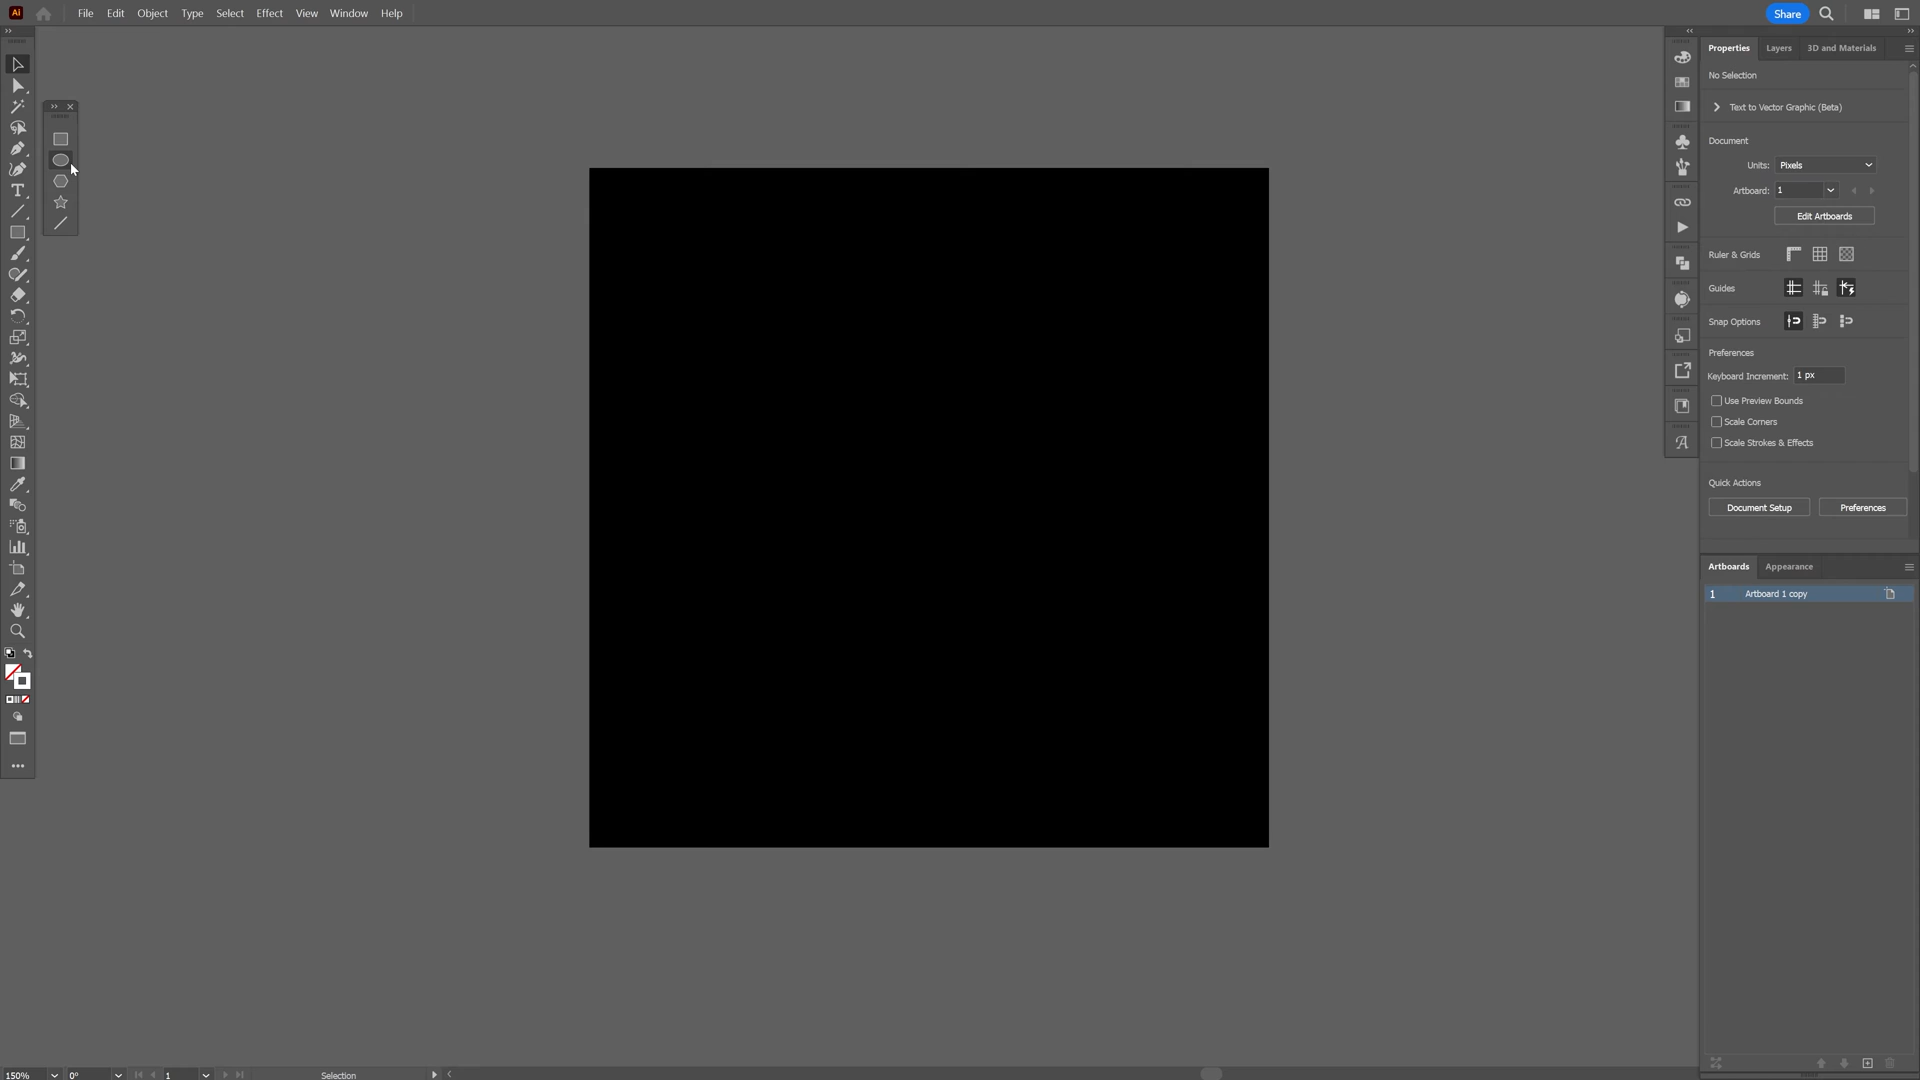 Ai File Edit Object Type Select Effect View Window Help Share
Properties Layers 3D and Materials
No Selection
Text to Vector Graphic (Beta)
Document
Units: Pixels
Artboard: 1
Edit Artboards
Ruler & Grids
Guides
Snap Options
Preferences
Keyboard Increment: 1 px
Use Preview Bounds
Scale Corners
Scale Strokes & Effects
Quick Actions
Document Setup Preferences
Artboards Appearance
1 Artboard 1 copy
150% 0° 1 Selection